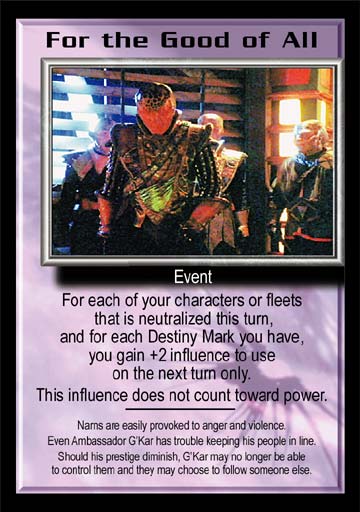 For the Good of All
Event
For each of your characters or fleets
that is neutralized this turn,
and for each Destiny Mark you have,
you gain +2 influence to use
on the next turn only.
This influence does not count toward power.
Narns are easily provoked to anger and violence.
Even Ambassador G'Kar has trouble keeping his people in line.
Should his prestige diminish, G'Kar may no longer be able
to control them and they may choose to follow someone else.